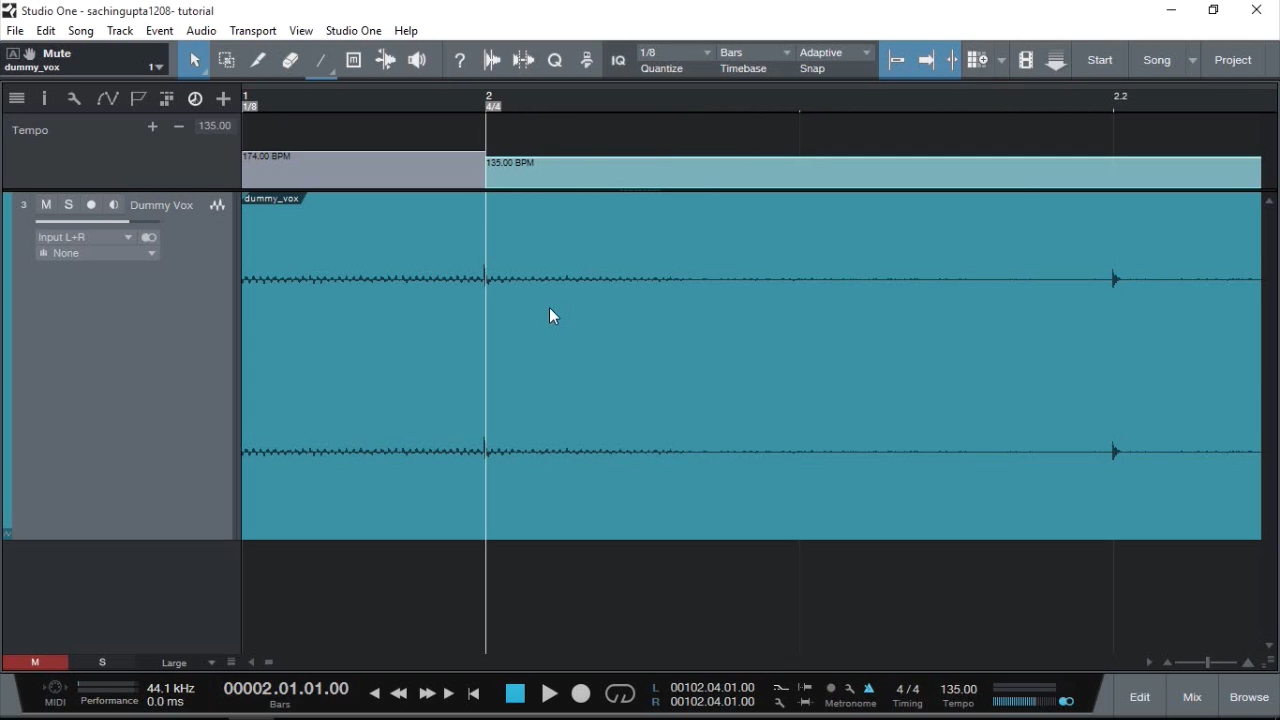 Studio One - sachingupta1208- tutorial
File Edit Song Track Event Audio Transport View Studio One Help
A Mute
dummy_vox 1
? Q IQ 1/8 Bars Adaptive Start Song Project
Quantize Timebase Snap
1 2 2.2
1/8 4/4
Tempo + − 135.00
174.00 BPM
135.00 BPM
dummy_vox
3 M S Dummy Vox
Input L+R
None
M S Large
MIDI Performance 44.1 kHz 00002.01.01.00 L 00102.04.01.00 4 / 4 135.00 Edit Mix Browse
0.0 ms Bars R 00102.04.01.00 Metronome Timing Tempo